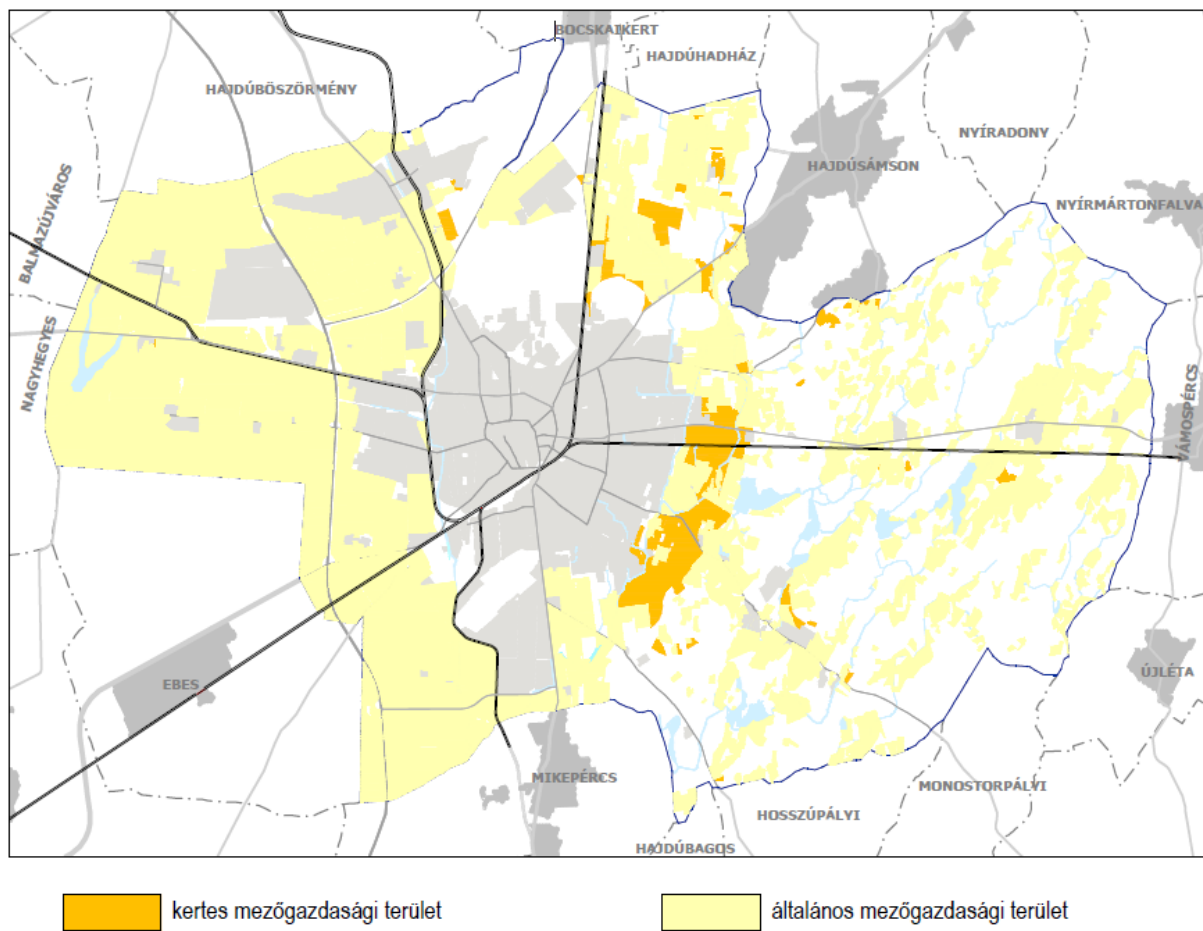 BOCSKAIKERT
HAJDÚHADHÁZ
HAJDÚBÖSZÖRMÉNY
NYÍRADONY
HAJDÚSÁMSON
BALMAZÚJVÁROS
NYÍRMÁRTONFALVA
NAGYHEGYES
VÁMOSPÉRCS
EBES
ÚJLÉTA
MIKEPÉRCS
MONOSTORPÁLYI
HOSSZÚPÁLYI
HAJDÚBAGOS
kertes mezőgazdasági terület
általános mezőgazdasági terület